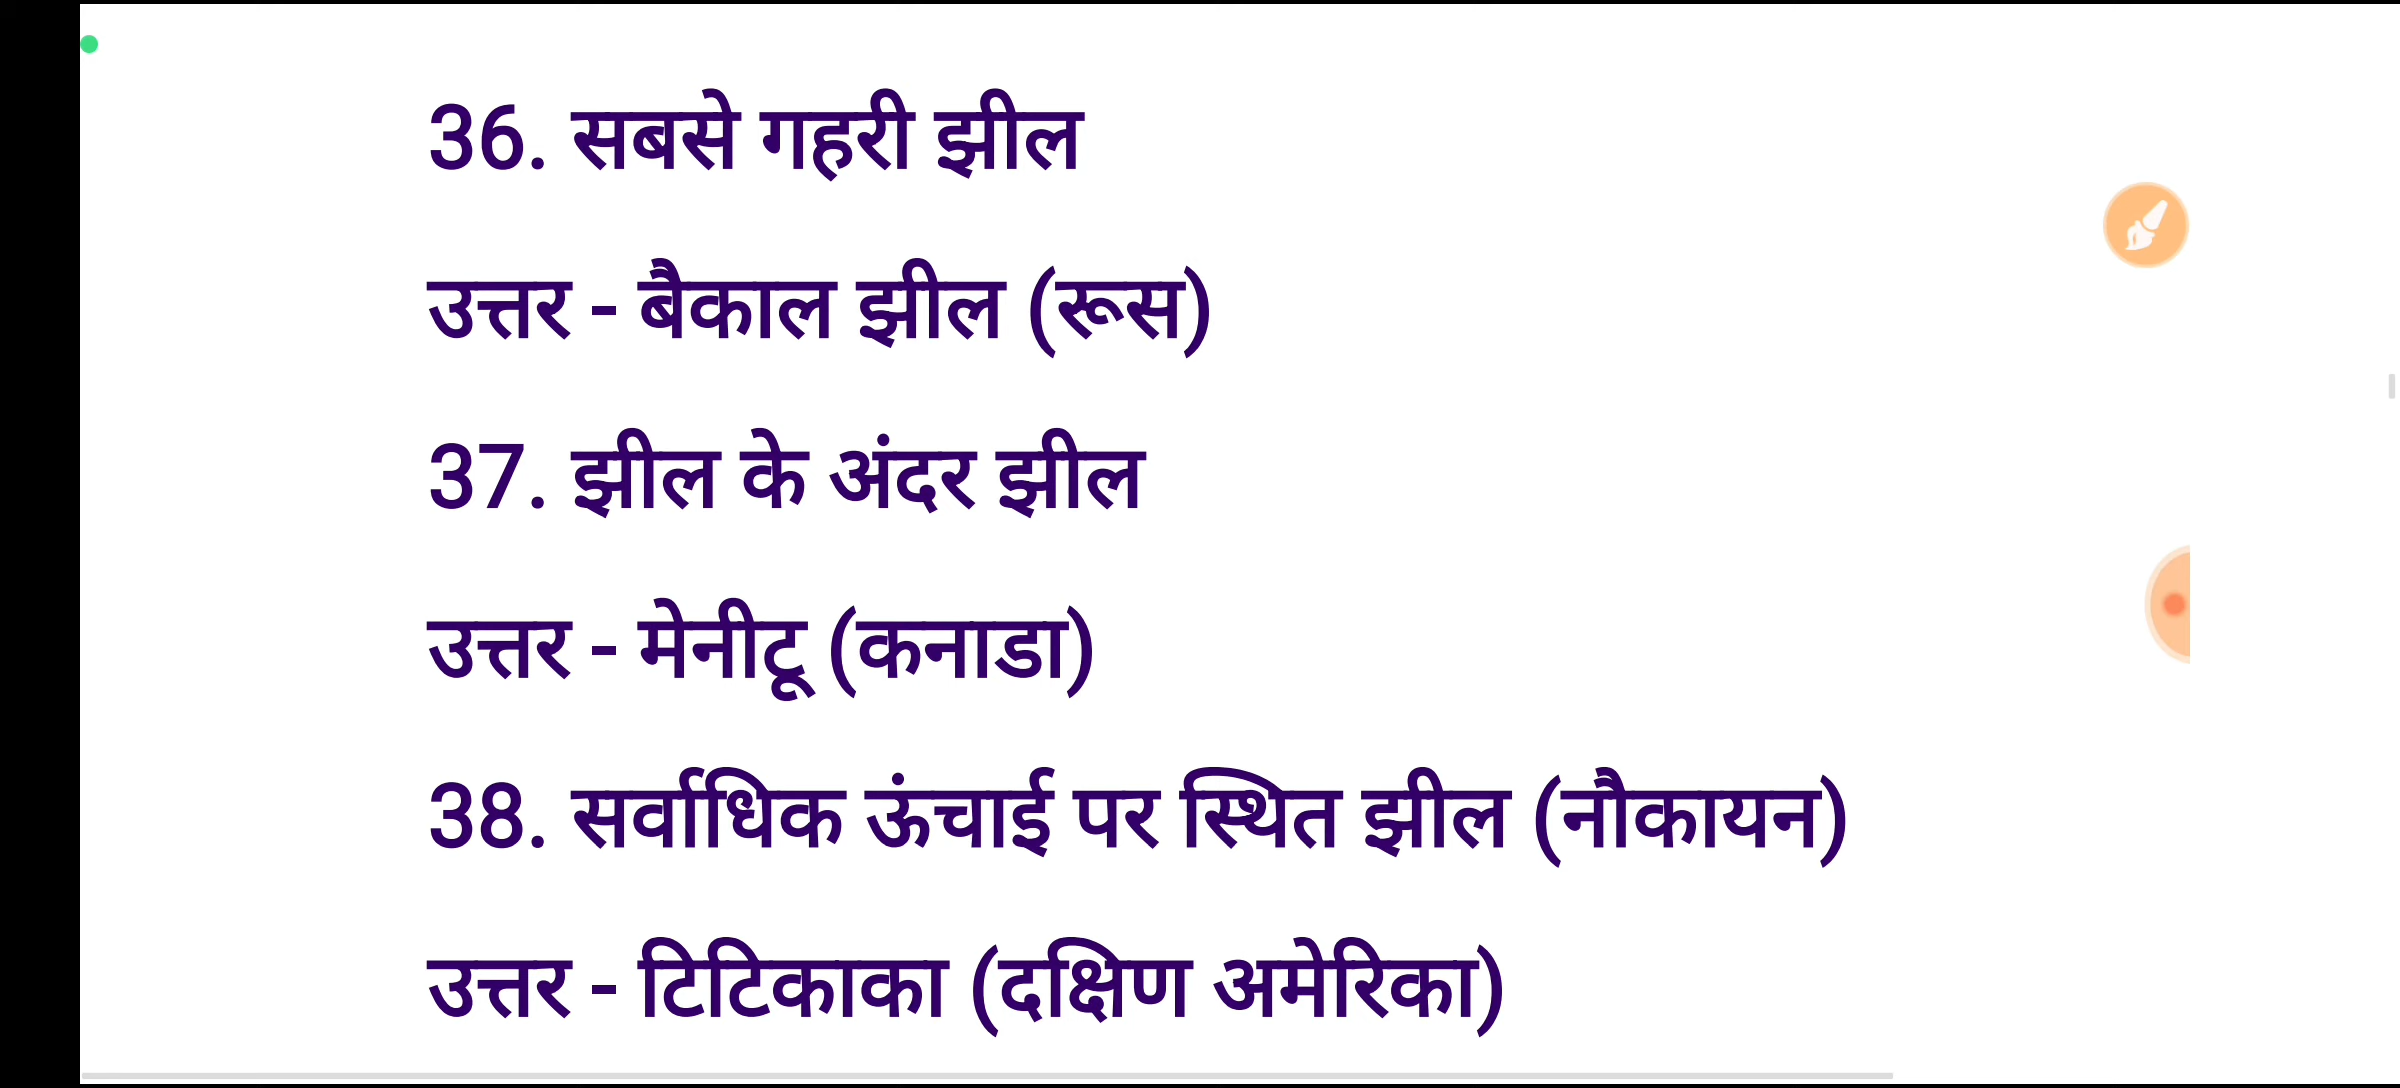 36. सबसे गहरी झील
उत्तर - बैकाल झील (रूस)
37. झील के अंदर झील
उत्तर - मेनीटू (कनाडा)
38. सर्वाधिक ऊंचाई पर स्थित झील (नौकायन)
उत्तर - टिटिकाका (दक्षिण अमेरिका)